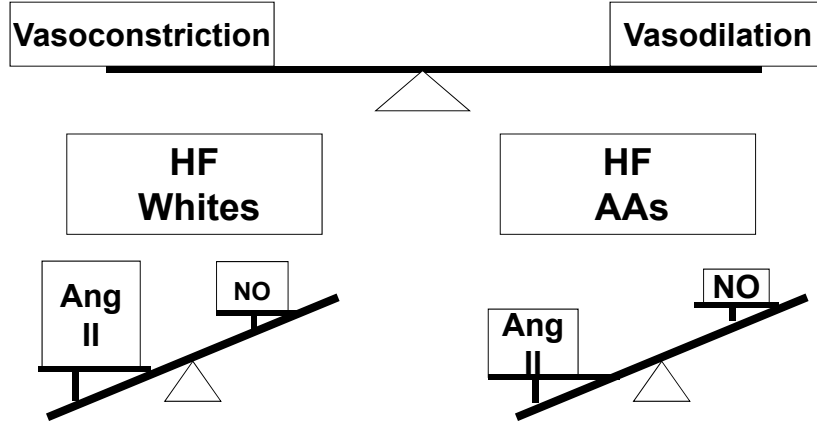 Vasoconstriction
Vasodilation
HF
Whites
HF
AAs
Ang
II
NO
Ang
II
NO